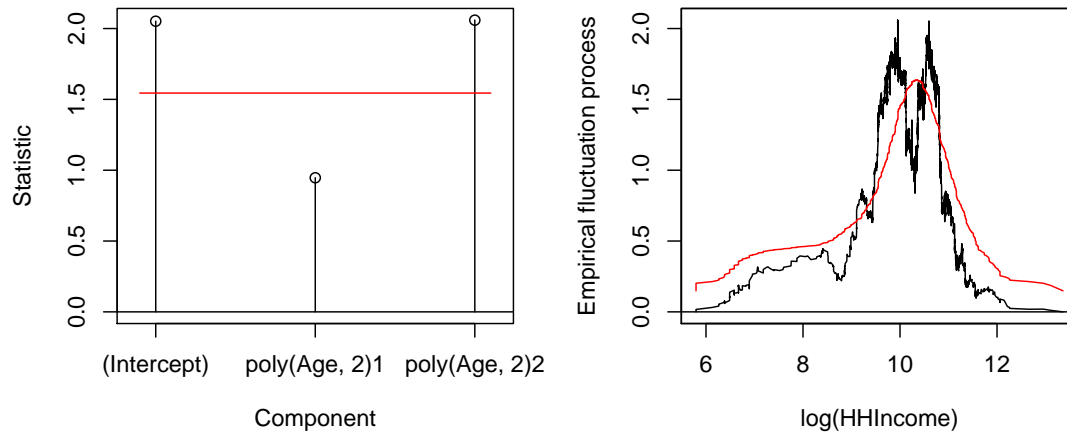 Statistic
0.0 0.5 1.0 1.5 2.0
(Intercept) poly(Age, 2)1 poly(Age, 2)2
Component
Empirical fluctuation process
0.0 0.5 1.0 1.5 2.0
6 8 10 12
log(HHIncome)